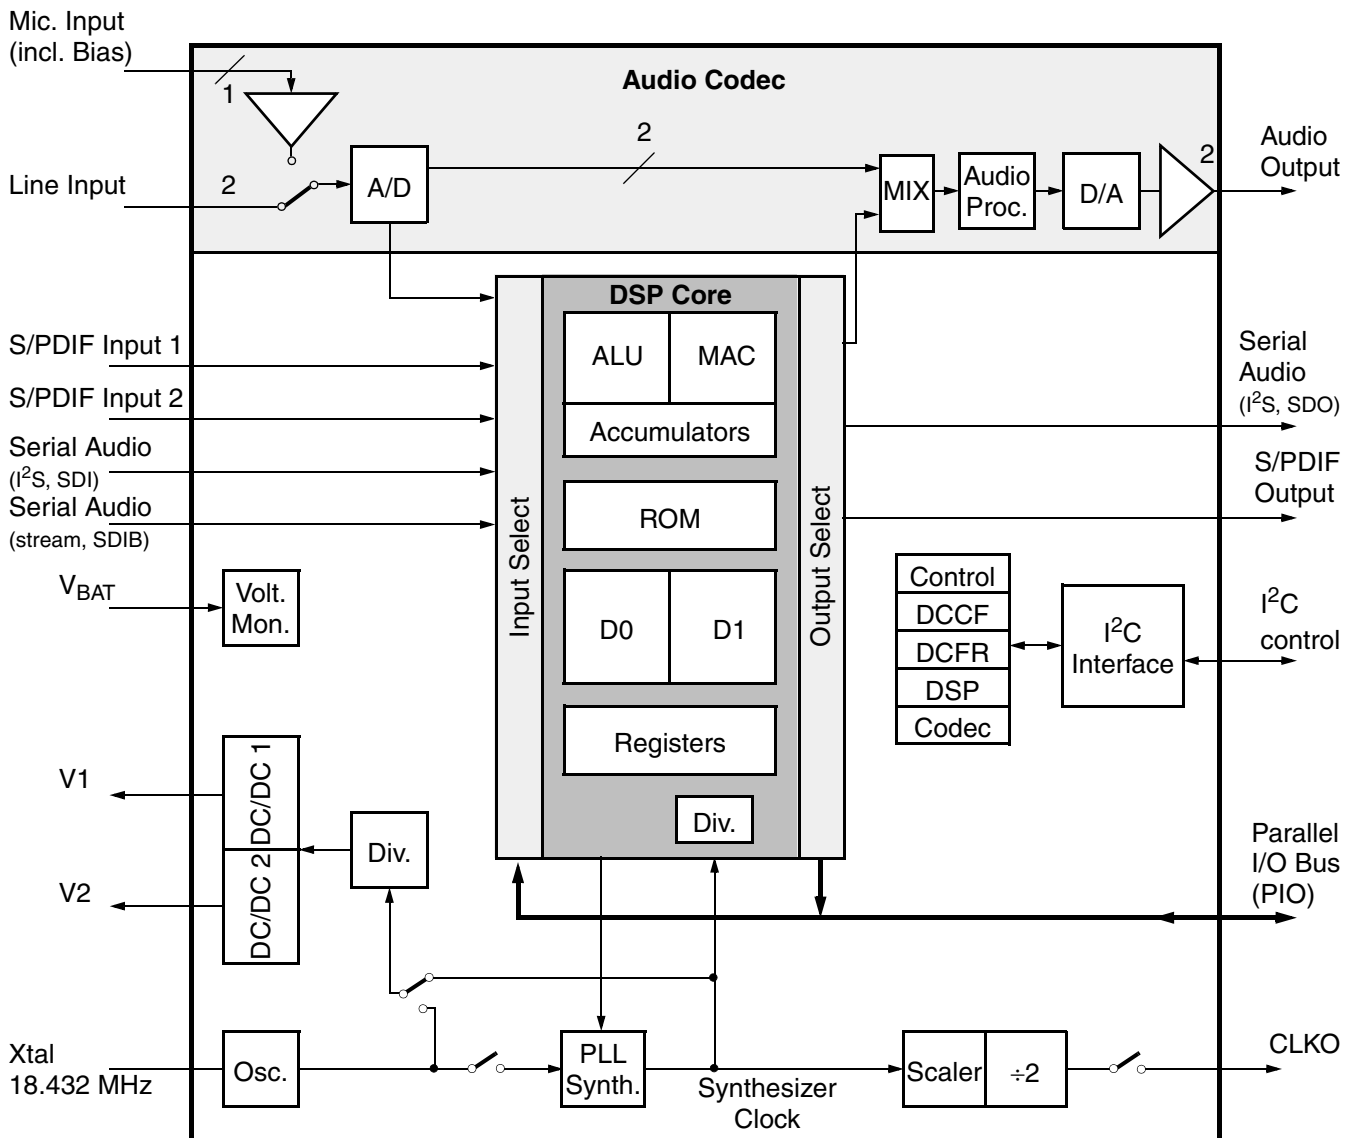 Mic. Input
(incl. Bias)
1
Audio Codec
2
Audio
Output
Line Input
2
A/D
MIX
Audio
Proc.
D/A
2
DSP Core
S/PDIF Input 1
S/PDIF Input 2
Serial Audio
(I²S, SDI)
Serial Audio
(stream, SDIB)
Input Select
ALU
MAC
Accumulators
ROM
D0
D1
Registers
Div.
Output Select
Serial
Audio
(I²S, SDO)
S/PDIF
Output
V_BAT
Volt.
Mon.
Control
DCCF
DCFR
DSP
Codec
I²C
Interface
I²C
control
V1
V2
DC/DC 1
DC/DC 2
Div.
Parallel
I/O Bus
(PIO)
Xtal
18.432 MHz
Osc.
PLL
Synth.
Synthesizer
Clock
Scaler
÷2
CLKO